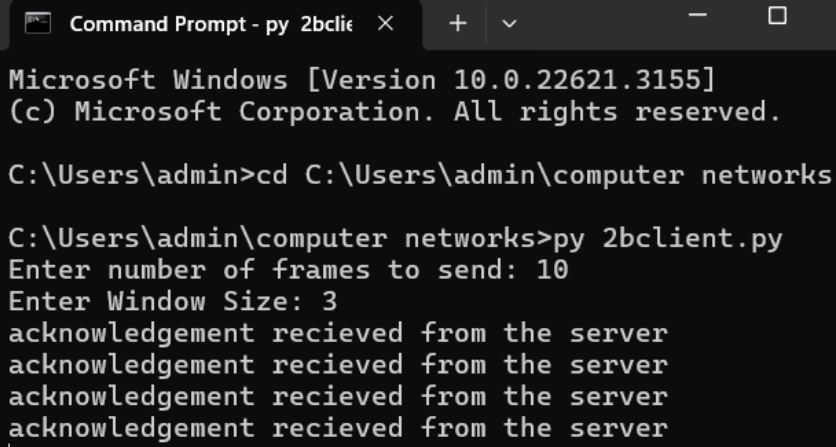 Command Prompt - py 2bclie
Microsoft Windows [Version 10.0.22621.3155]
(c) Microsoft Corporation. All rights reserved.
C:\Users\admin>cd C:\Users\admin\computer networks
C:\Users\admin\computer networks>py 2bclient.py
Enter number of frames to send: 10
Enter Window Size: 3
acknowledgement recieved from the server
acknowledgement recieved from the server
acknowledgement recieved from the server
acknowledgement recieved from the server